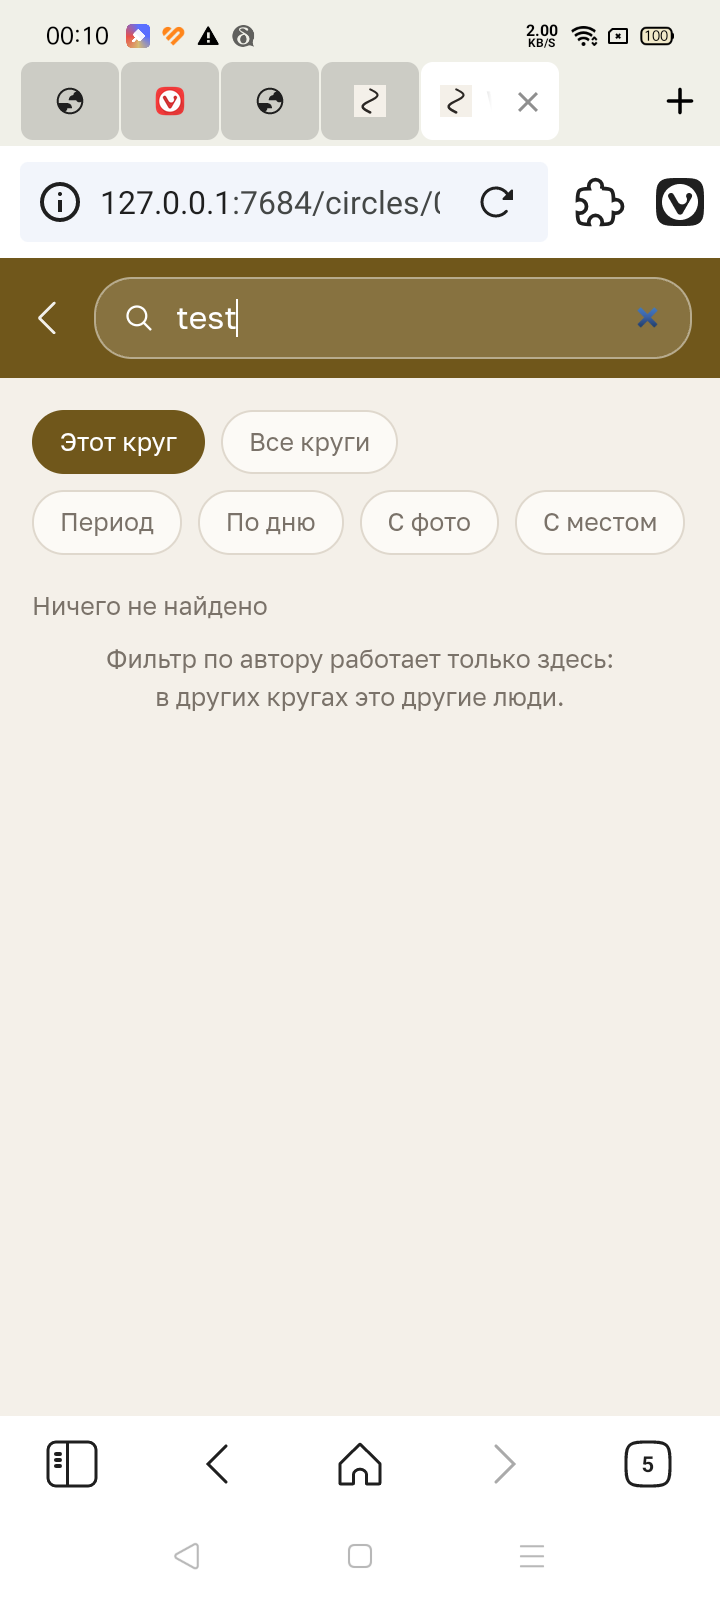 00:10
2.00
KB/S
100
127.0.0.1:7684/circles/
test
Этот круг
Все круги
Период
По дню
С фото
С местом
Ничего не найдено
Фильтр по автору работает только здесь:
в других кругах это другие люди.
5